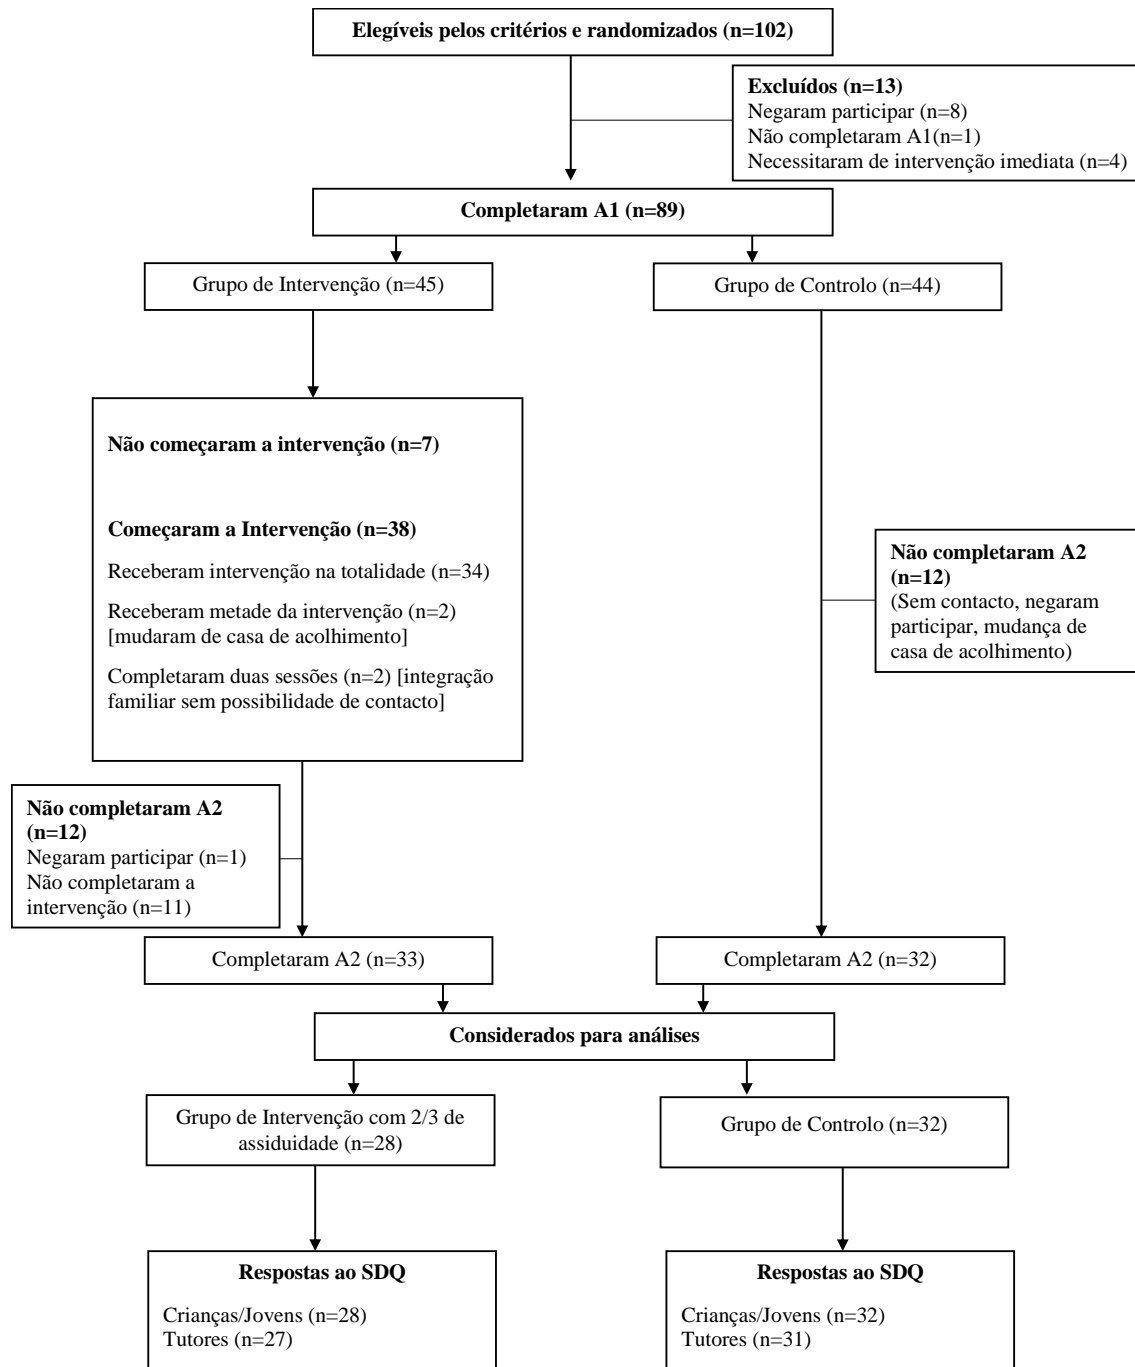 Elegíveis pelos critérios e randomizados (n=102)
Excluídos (n=13)
Negaram participar (n=8)
Não completaram A1(n=1)
Necessitaram de intervenção imediata (n=4)
Completaram A1 (n=89)
Grupo de Intervenção (n=45)
Grupo de Controlo (n=44)
Não começaram a intervenção (n=7)
Começaram a Intervenção (n=38)
Receberam intervenção na totalidade (n=34)
Receberam metade da intervenção (n=2)
[mudaram de casa de acolhimento]
Completaram duas sessões (n=2) [integração
familiar sem possibilidade de contacto]
Não completaram A2
(n=12)
(Sem contacto, negaram
participar, mudança de
casa de acolhimento)
Não completaram A2
(n=12)
Negaram participar (n=1)
Não completaram a
intervenção (n=11)
Completaram A2 (n=33)
Completaram A2 (n=32)
Considerados para análises
Grupo de Intervenção com 2/3 de
assiduidade (n=28)
Grupo de Controlo (n=32)
Respostas ao SDQ
Crianças/Jovens (n=28)
Tutores (n=27)
Respostas ao SDQ
Crianças/Jovens (n=32)
Tutores (n=31)